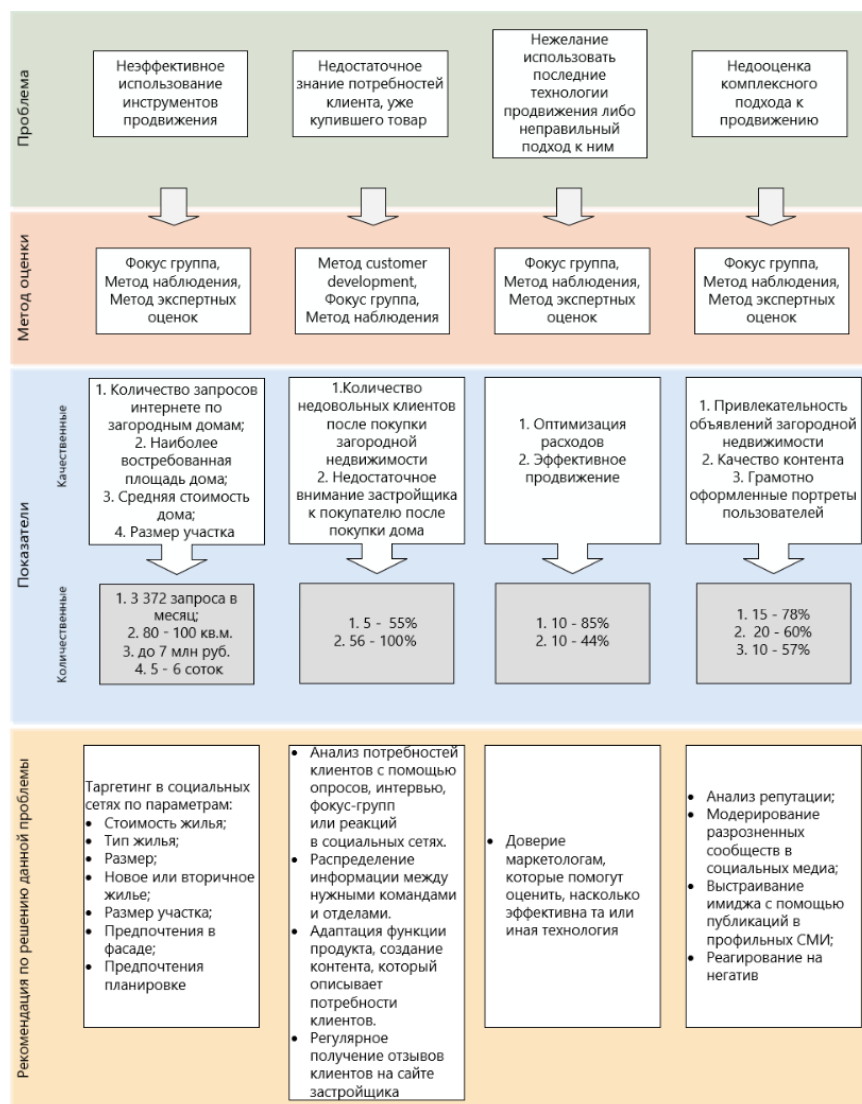 Проблема
Неэффективное
использование
инструментов
продвижения
Недостаточное
знание потребностей
клиента, уже
купившего товар
Нежелание
использовать
последние
технологии
продвижения либо
неправильный
подход к ним
Недооценка
комплексного
подхода к
продвижению
Метод оценки
Фокус группа,
Метод наблюдения,
Метод экспертных
оценок
Метод customer
development,
Фокус группа,
Метод наблюдения
Фокус группа,
Метод наблюдения,
Метод экспертных
оценок
Фокус группа,
Метод наблюдения,
Метод экспертных
оценок
Показатели
Качественные
1. Количество запросов
интернете по
загородным домам;
2. Наиболее
востребованная
площадь дома;
3. Средняя стоимость
дома;
4. Размер участка
1.Количество
недовольных клиентов
после покупки
загородной
недвижимости
2. Недостаточное
внимание застройщика
к покупателю после
покупки дома
1. Оптимизация
расходов
2. Эффективное
продвижение
1. Привлекательность
объявлений загородной
недвижимости
2. Качество контента
3. Грамотно
оформленные портреты
пользователей
Количественные
1. 3 372 запроса в
месяц;
2. 80 - 100 кв.м.
3. до 7 млн руб.
4. 5 - 6 соток
1. 5 - 55%
2. 56 - 100%
1. 10 - 85%
2. 10 - 44%
1. 15 - 78%
2. 20 - 60%
3. 10 - 57%
Рекомендация по решению данной проблемы
Таргетинг в социальных
сетях по параметрам:
• Стоимость жилья;
• Тип жилья;
• Размер;
• Новое или вторичное
жилье;
• Размер участка;
• Предпочтения в
фасаде;
• Предпочтения
планировке
• Анализ потребностей
клиентов с помощью
опросов, интервью,
фокус-групп
или реакций
в социальных сетях.
• Распределение
информации между
нужными командами
и отделами.
• Адаптация функции
продукта, создание
контента, который
описывает
потребности
клиентов.
• Регулярное
получение отзывов
клиентов на сайте
застройщика
• Доверие
маркетологам,
которые помогут
оценить, насколько
эффективна та или
иная технология
• Анализ репутации;
• Модерирование
разрозненных
сообществ в
социальных медиа;
• Выстраивание
имиджа с помощью
публикаций в
профильных СМИ;
• Реагирование на
негатив